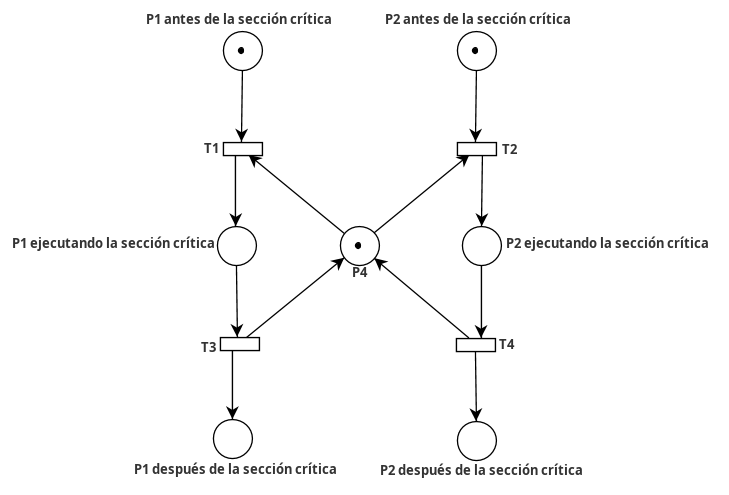 P1 antes de la sección crítica
P2 antes de la sección crítica
T1
T2
P1 ejecutando la sección crítica
P2 ejecutando la sección crítica
P4
T3
T4
P1 después de la sección crítica
P2 después de la sección crítica